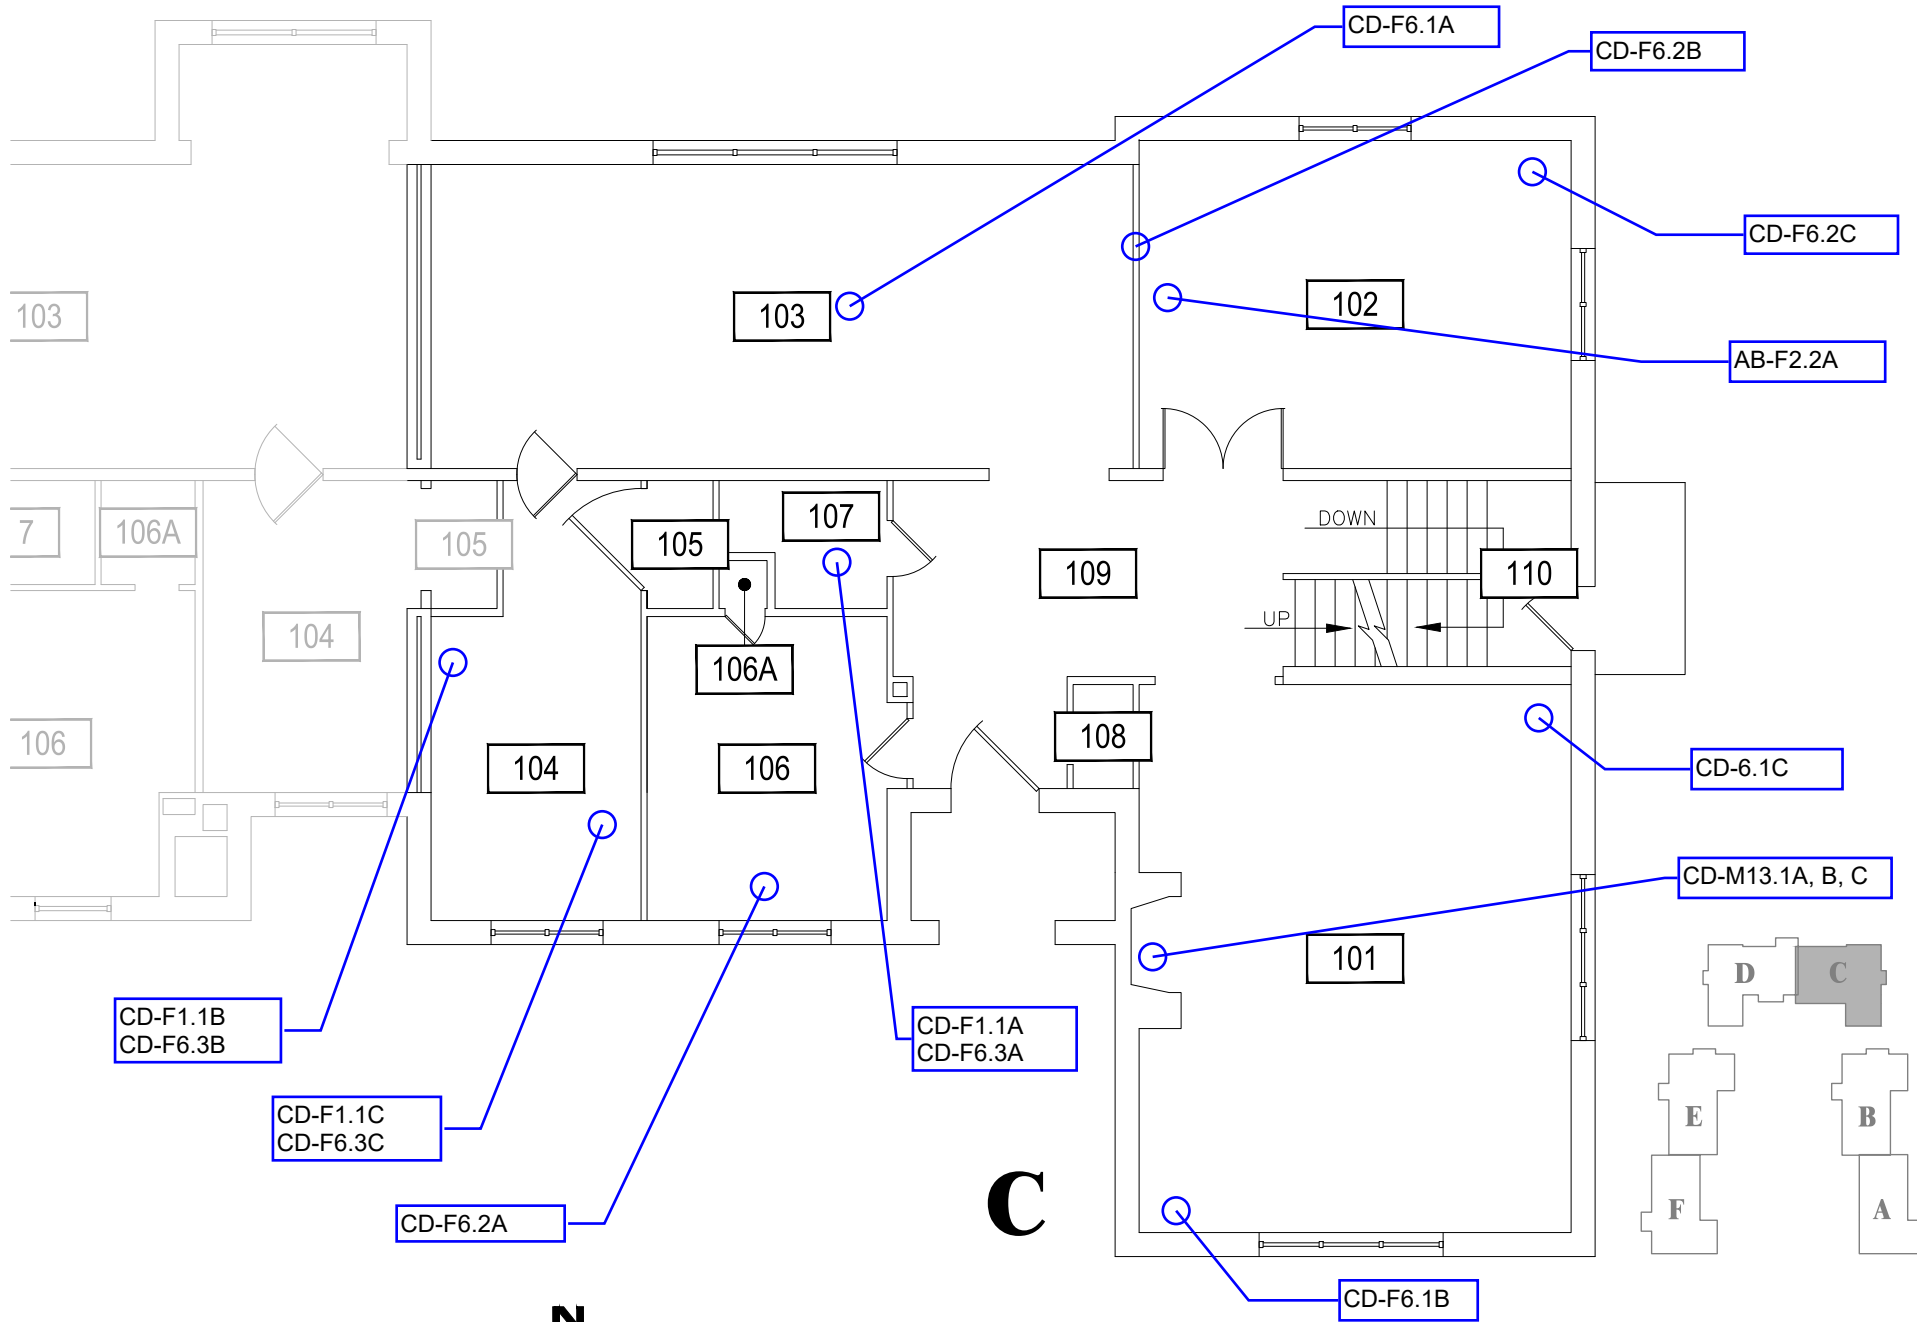 CD-F6.1A
CD-F6.2B
CD-F6.2C
103
103
102
AB-F2.2A
7
106A
105
105
107
DOWN
109
110
UP
104
106A
106
104
106
108
CD-6.1C
CD-M13.1A, B, C
101
D
C
CD-F1.1B
CD-F6.3B
CD-F1.1A
CD-F6.3A
CD-F1.1C
CD-F6.3C
E
B
CD-F6.2A
C
F
A
CD-F6.1B
N